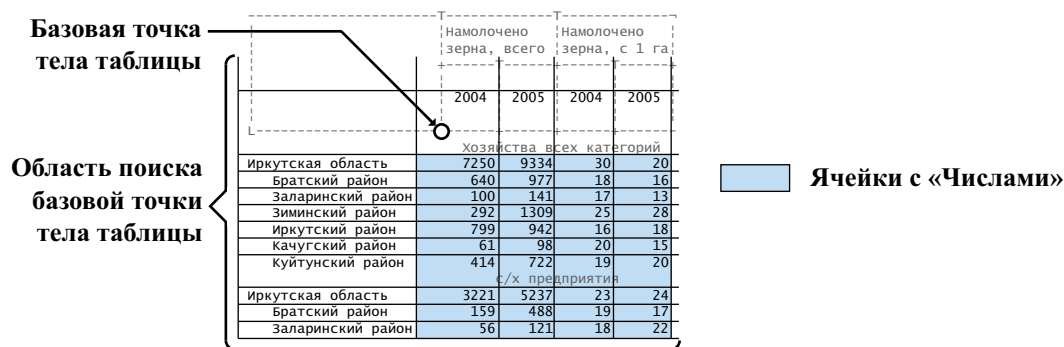 Базовая точка
тела таблицы
Намолочено Намолочено
зерна, всего зерна, с 1 га
2004 2005 2004 2005
Хозяйства всех категорий
Иркутская область 7250 9334 30 20
Братский район 640 977 18 16
Заларинский район 100 141 17 13
Зиминский район 292 1309 25 28
Иркутский район 799 942 16 18
Качугский район 61 98 20 15
Куйтунский район 414 722 19 20
с/х предприятия
Иркутская область 3221 5237 23 24
Братский район 159 488 19 17
Заларинский район 56 121 18 22
Область поиска
базовой точки
тела таблицы
Ячейки с «Числами»